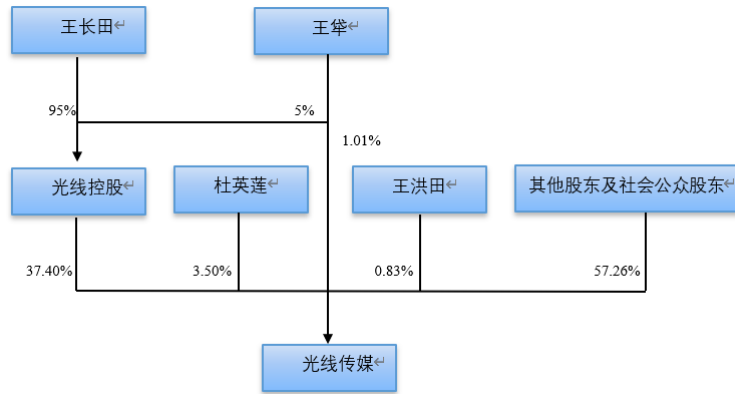 王长田
王牮
95%
5%
1.01%
光线控股
杜英莲
王洪田
其他股东及社会公众股东
37.40%
3.50%
0.83%
57.26%
光线传媒